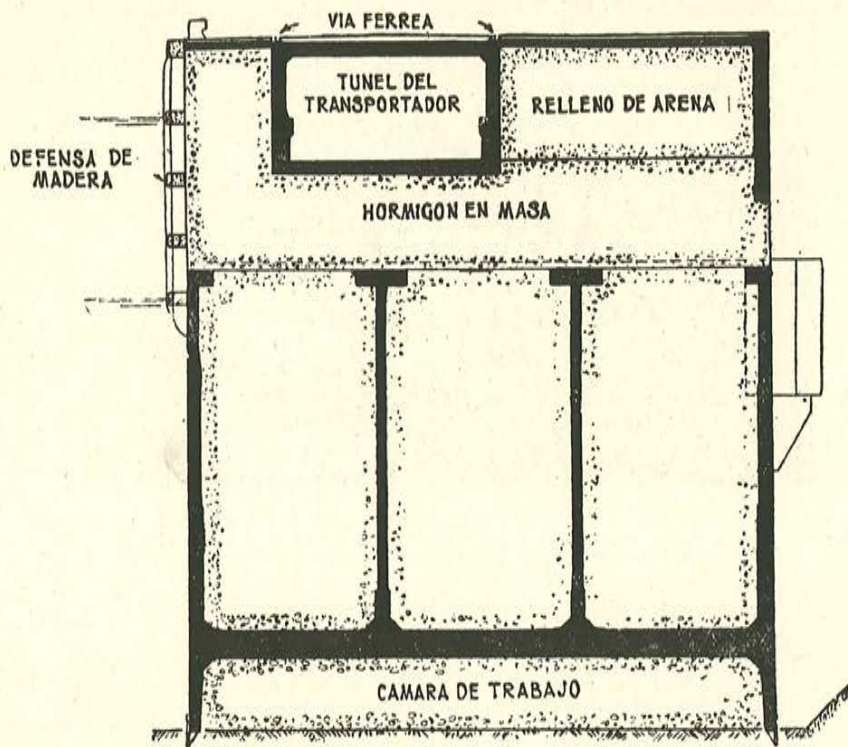 VIA FERREA
TUNEL DEL
TRANSPORTADOR
RELLENO DE ARENA
DEFENSA DE
MADERA
HORMIGON EN MASA
CAMARA DE TRABAJO